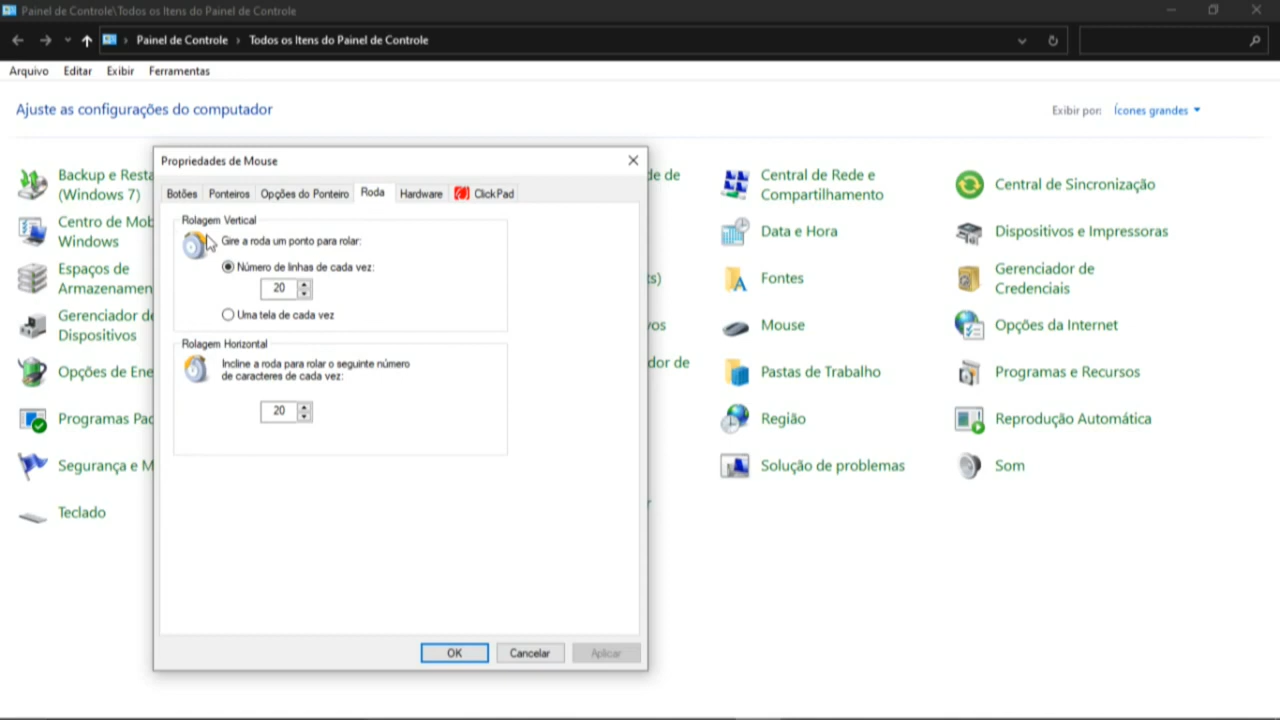 Painel de Controle\Todos os Itens do Painel de Controle
Painel de Controle › Todos os Itens do Painel de Controle
Arquivo Editar Exibir Ferramentas
Ajuste as configurações do computador
Exibir por: Ícones grandes
Backup e Resta
(Windows 7)
Centro de Mob
Windows
Espaços de
Armazenamen
Gerenciador de
Dispositivos
Opções de Ene
Programas Pad
Segurança e M
Teclado
Propriedades de Mouse
Botões Ponteiros Opções do Ponteiro Roda Hardware ClickPad
Rolagem Vertical
Gire a roda um ponto para rolar:
Número de linhas de cada vez:
20
Uma tela de cada vez
Rolagem Horizontal
Incline a roda para rolar o seguinte número
de caracteres de cada vez:
20
OK Cancelar Aplicar
de de
s)
vos
dor de
Central de Rede e
Compartilhamento
Data e Hora
Fontes
Mouse
Pastas de Trabalho
Região
Solução de problemas
Central de Sincronização
Dispositivos e Impressoras
Gerenciador de
Credenciais
Opções da Internet
Programas e Recursos
Reprodução Automática
Som